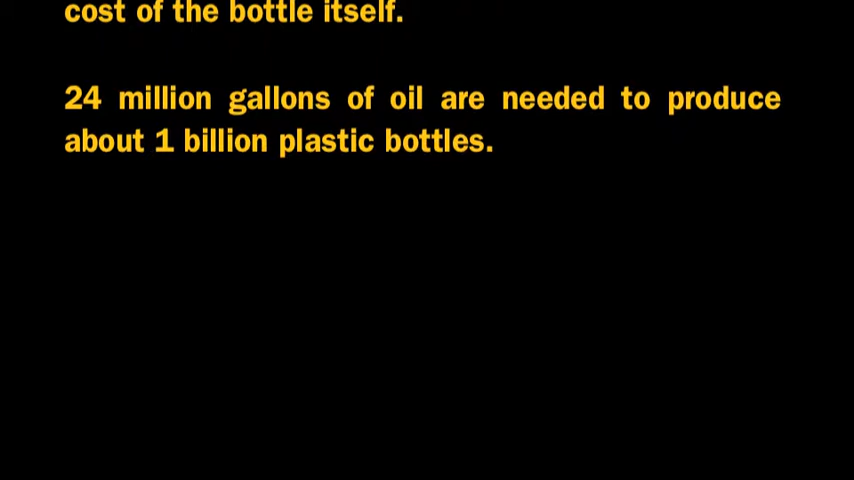 cost of the bottle itself.
24 million gallons of oil are needed to produce
about 1 billion plastic bottles.